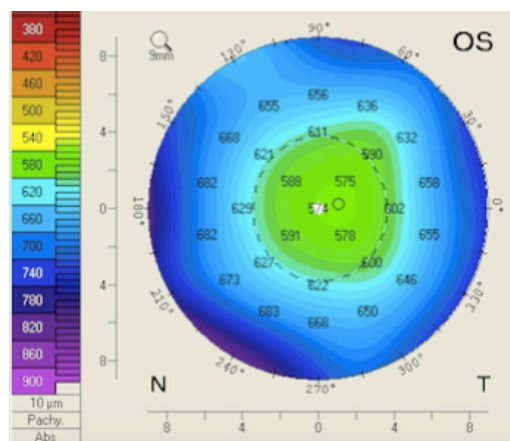 380
420
460
500
540
580
620
660
700
740
780
820
860
900
10 µm
Pachy.
Abs
9mm
OS
90°
120° 60°
150° 30°
180° 0°
210° 330°
240° 300°
270°
8
4
0
4
8
656
655 636
668 611 632
621 590
682 588 575 658
629 574 602
682 591 578 655
627 600
673 622 646
683 650
668
N T
8 4 0 4 8